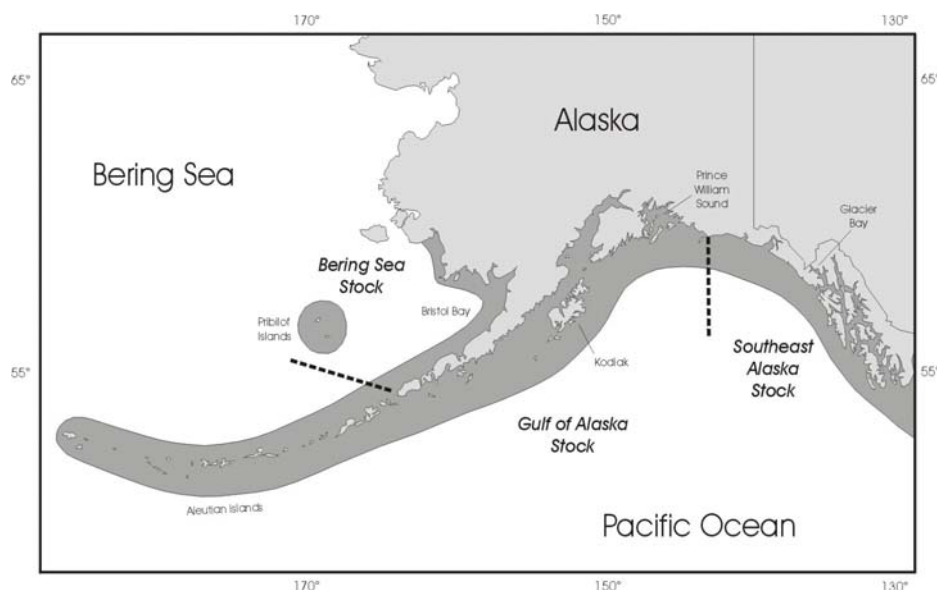 170°
150°
130°
65°
65°
Alaska
Bering Sea
Prince
William
Sound
Glacier
Bay
Bering Sea
Stock
Bristol Bay
Pribilof
Islands
Kodiak
Southeast
Alaska
Stock
55°
55°
Gulf of Alaska
Stock
Aleutian Islands
Pacific Ocean
170°
150°
130°